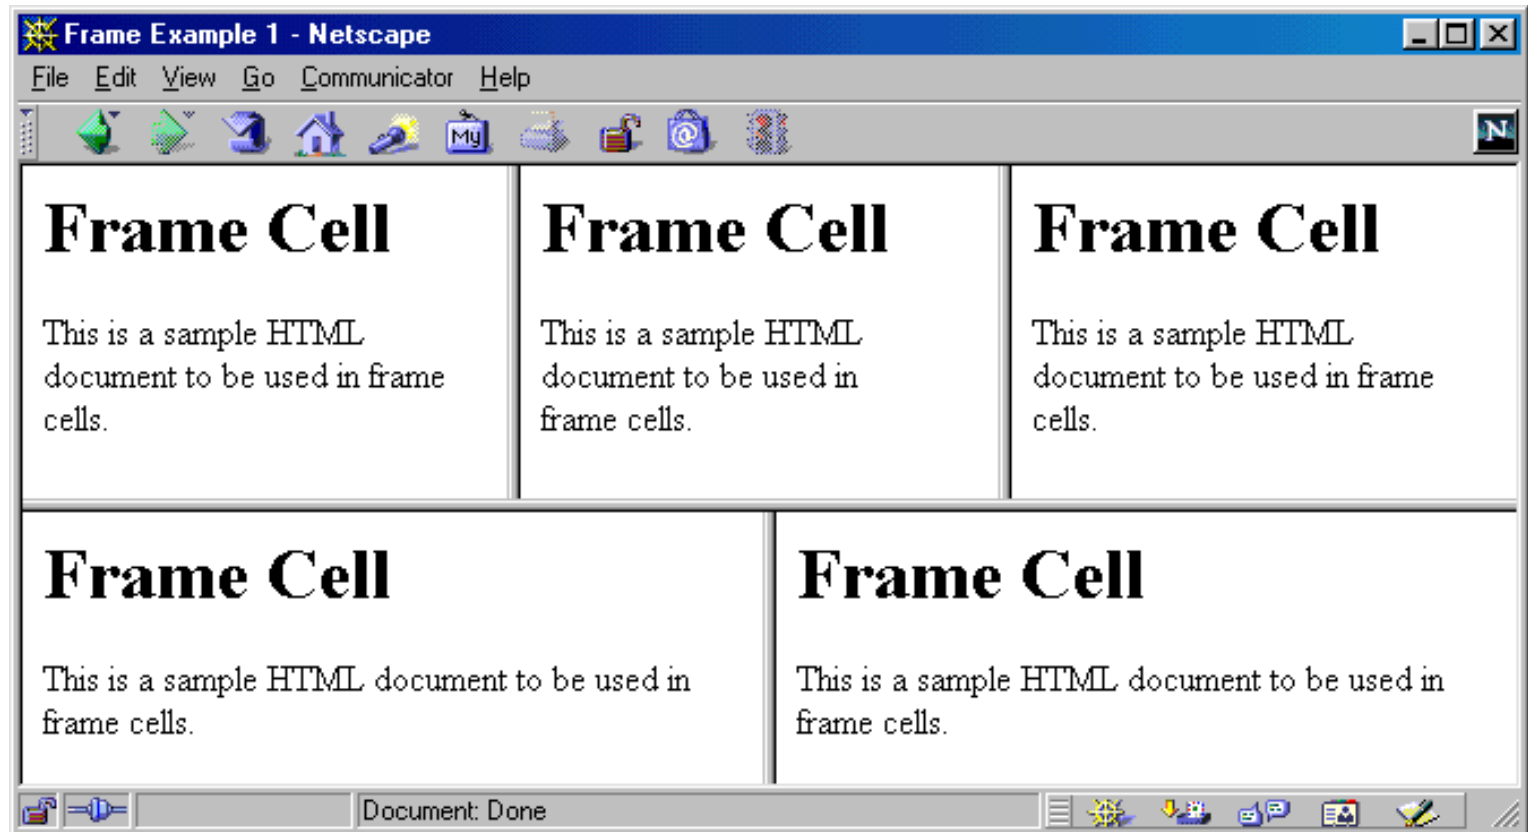 Frame Example 1 - Netscape
File Edit View Go Communicator Help
My @ N
Frame Cell
This is a sample HTML
document to be used in frame
cells.
Frame Cell
This is a sample HTML
document to be used in
frame cells.
Frame Cell
This is a sample HTML
document to be used in frame
cells.
Frame Cell
This is a sample HTML document to be used in
frame cells.
Frame Cell
This is a sample HTML document to be used in
frame cells.
Document: Done